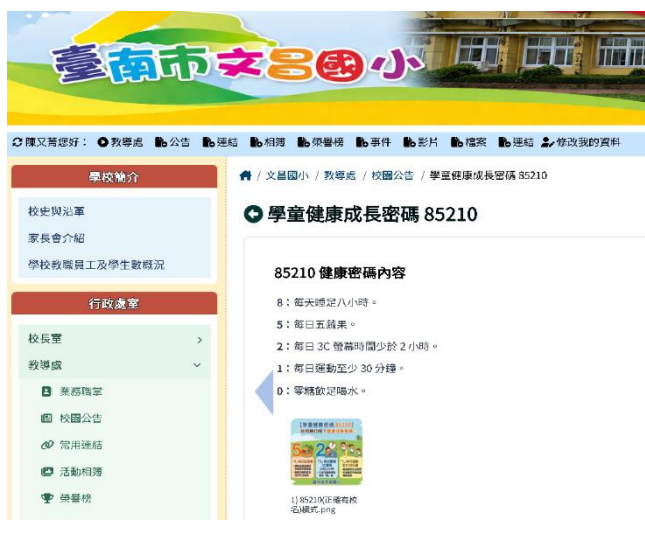 臺南市文昌國小
陳又菁您好： 教導處 公告 連結 相簿 榮譽榜 事件 影片 檔案 連結 修改我的資料
學校簡介
校史與沿革
家長會介紹
學校教職員工及學生數概況
行政處室
校長室
教導處
業務職掌
校園公告
常用連結
活動相簿
榮譽榜
/ 文昌國小 / 教導處 / 校園公告 / 學童健康成長密碼 85210
學童健康成長密碼 85210
85210 健康密碼內容
8：每天睡足八小時。
5：每日五蔬果。
2：每日 3C 螢幕時間少於 2 小時。
1：每日運動至少 30 分鐘。
0：零糖飲足喝水。
【學童健康密碼 85210】
1) 85210(正確有校
名)橫式.png